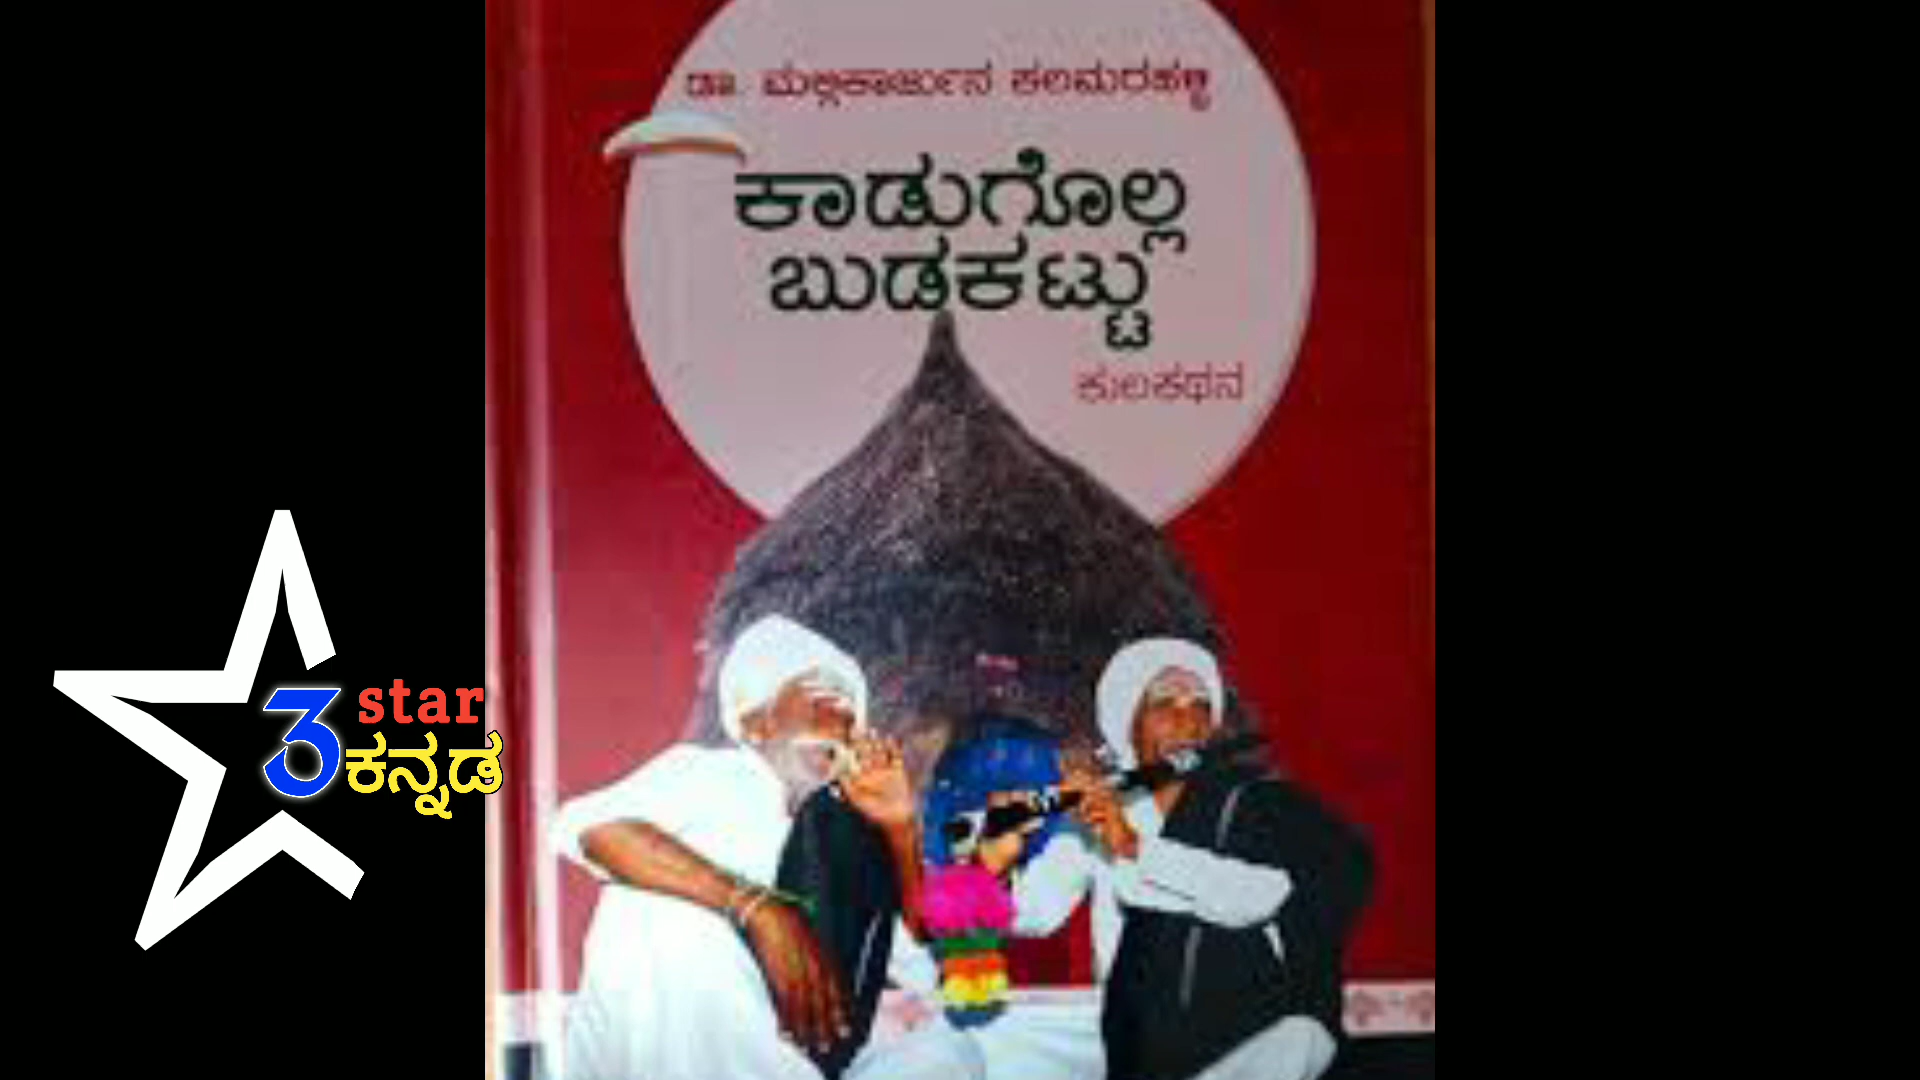 ಡಾ. ಮಲ್ಲಿಕಾರ್ಜುನ ಕಲಮರಹಳ್ಳಿ
ಕಾಡುಗೊಲ್ಲ
ಬುಡಕಟ್ಟು
ಕುಲಕಥನ
3 star
ಕನ್ನಡ